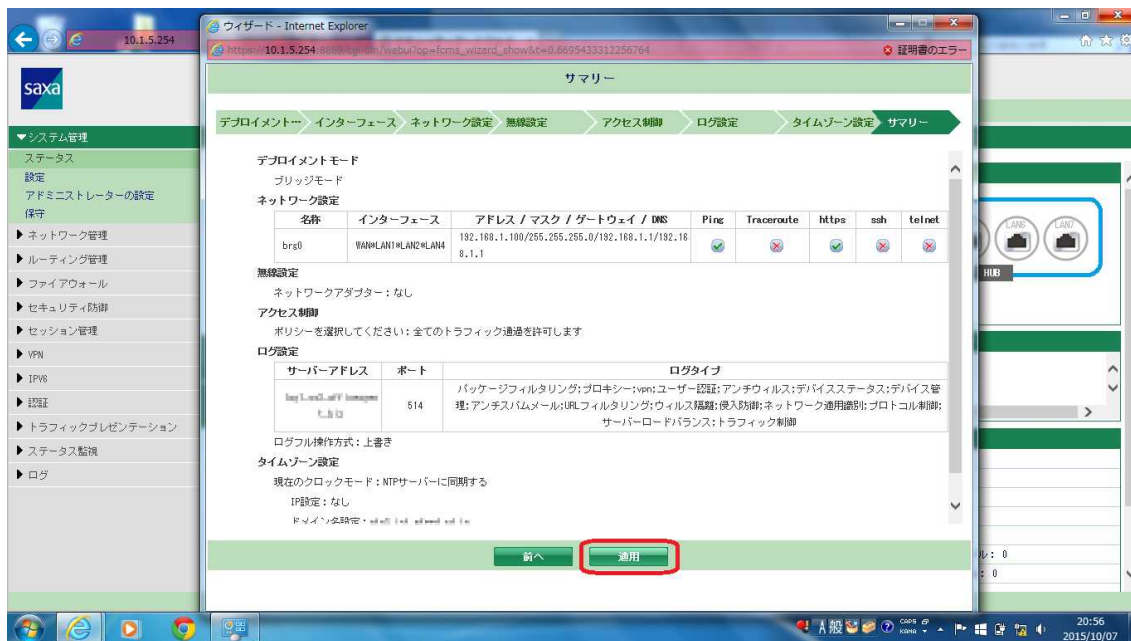 ウィザード - Internet Explorer
10.1.5.254
https://10.1.5.254:8889/cgi-bin/webui?op=fcms_wizard_show&t=0.6695433312256764
証明書のエラー
サマリー
saxa
デプロイメント… インターフェース ネットワーク設定 無線設定 アクセス制御 ログ設定 タイムゾーン設定 サマリー
▼システム管理
ステータス
設定
アドミニストレーターの設定
保守
ネットワーク管理
ルーティング管理
ファイアウォール
セキュリティ防御
セッション管理
VPN
IPV6
認証
トラフィックプレゼンテーション
ステータス監視
ログ
デプロイメントモード
ブリッジモード
ネットワーク設定
名称 インターフェース アドレス / マスク / ゲートウェイ / DNS Ping Traceroute https ssh telnet
brg0 WAN*LAN1*LAN2*LAN4 192.168.1.100/255.255.255.0/192.168.1.1/192.16
8.1.1
無線設定
ネットワークアダプター：なし
アクセス制御
ポリシーを選択してください：全てのトラフィック通過を許可します
ログ設定
サーバーアドレス ポート ログタイプ
514 パッケージフィルタリング;プロキシー;vpn;ユーザー認証;アンチウィルス;デバイスステータス;デバイス管
理;アンチスパムメール;URLフィルタリング;ウィルス隔離;侵入防御;ネットワーク適用識別;プロトコル制御;
サーバーロードバランス;トラフィック制御
ログフル操作方式：上書き
タイムゾーン設定
現在のクロックモード：NTPサーバーに同期する
IP設定：なし
ドメイン名設定：
前へ 適用
LAN6 LAN7
HUB
ル： 0
： 0
A 般 CAPS KANA
20:56
2015/10/07